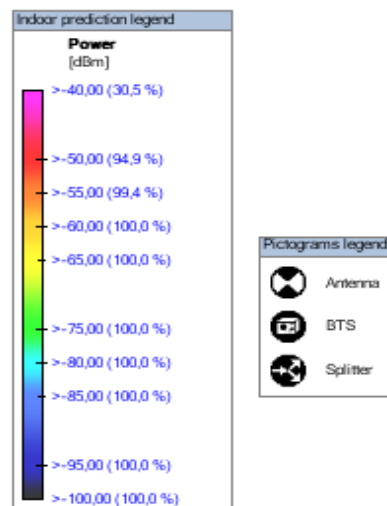 Indoor prediction legend
Power
[dBm]
>-40,00 (30,5 %)
>-50,00 (94,9 %)
>-55,00 (99,4 %)
>-60,00 (100,0 %)
>-65,00 (100,0 %)
>-75,00 (100,0 %)
>-80,00 (100,0 %)
>-85,00 (100,0 %)
>-95,00 (100,0 %)
>-100,00 (100,0 %)
Pictograms legend
Antenna
BTS
Splitter